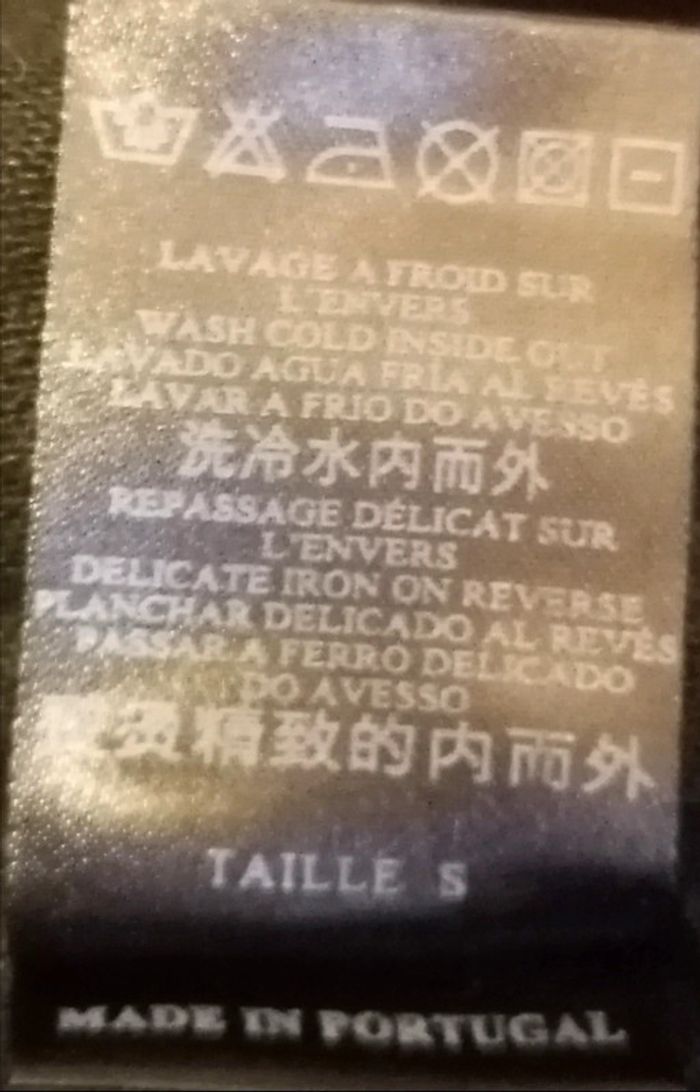 LAVAGE A FROID SUR
L'ENVERS
WASH COLD INSIDE OUT
LAVADO AGUA FRÍA AL REVÉS
LAVAR A FRIO DO AVESSO
洗冷水内而外
REPASSAGE DÉLICAT SUR
L'ENVERS
DELICATE IRON ON REVERSE
PLANCHAR DELICADO AL REVÉS
PASSAR A FERRO DELICADO
DO AVESSO
烫精致的内而外
TAILLE S
MADE IN PORTUGAL